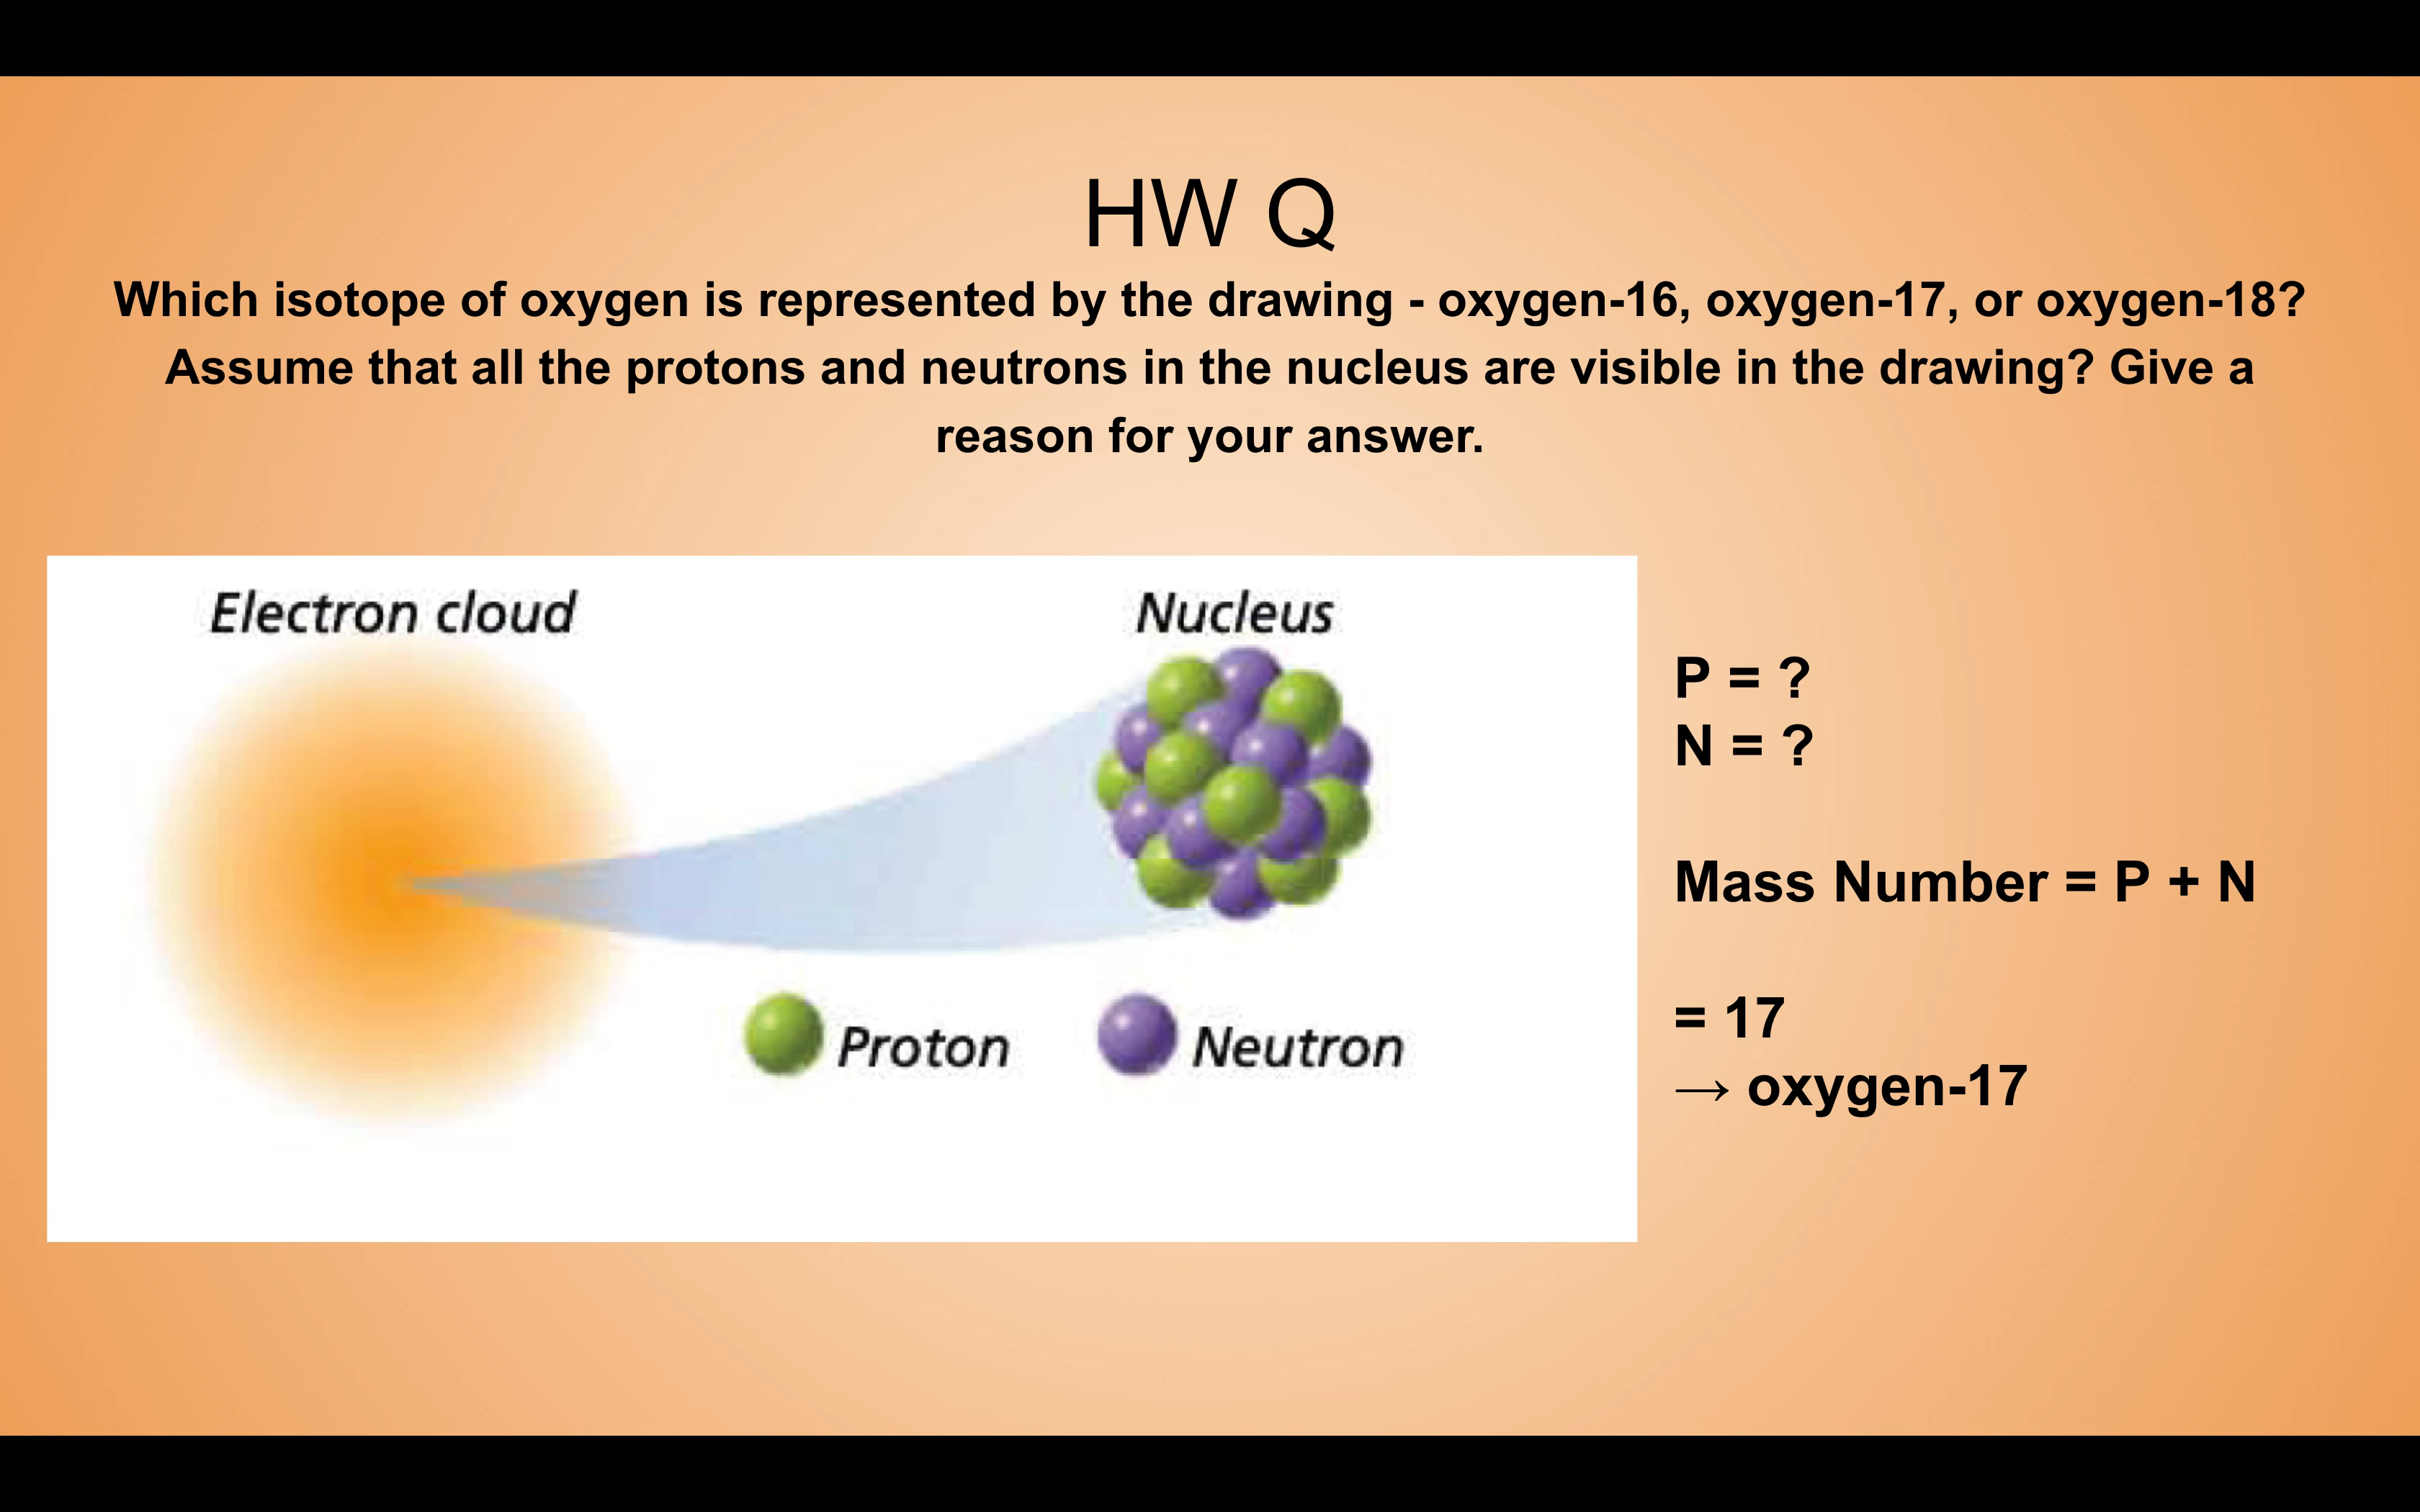 HW Q
Which isotope of oxygen is represented by the drawing - oxygen-16, oxygen-17, or oxygen-18?
Assume that all the protons and neutrons in the nucleus are visible in the drawing? Give a
reason for your answer.
Electron cloud
Nucleus
Proton
Neutron
P = ?
N = ?
Mass Number = P + N
= 17
→ oxygen-17